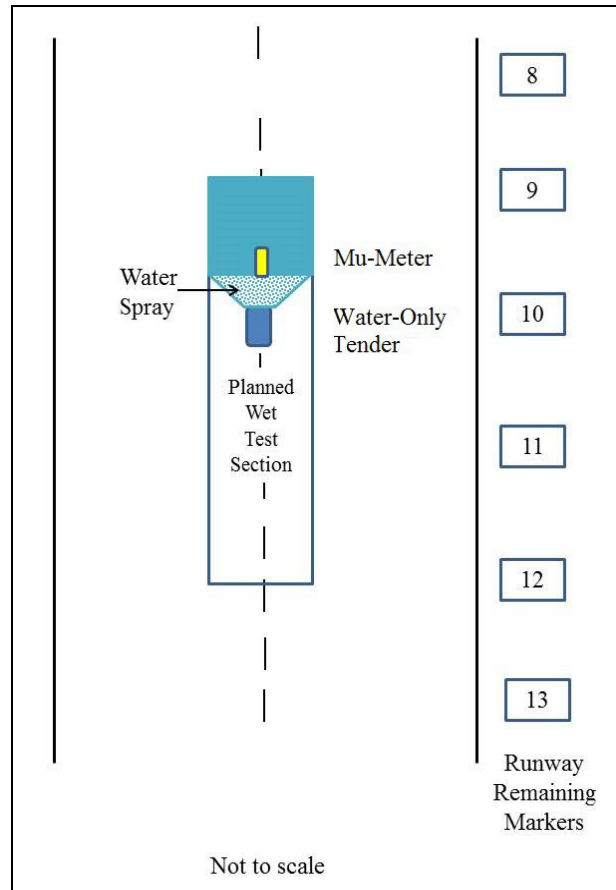 8
9
Mu-Meter
Water
Spray
10
Water-Only
Tender
Planned
Wet
Test
Section
11
12
13
Runway
Remaining
Markers
Not to scale